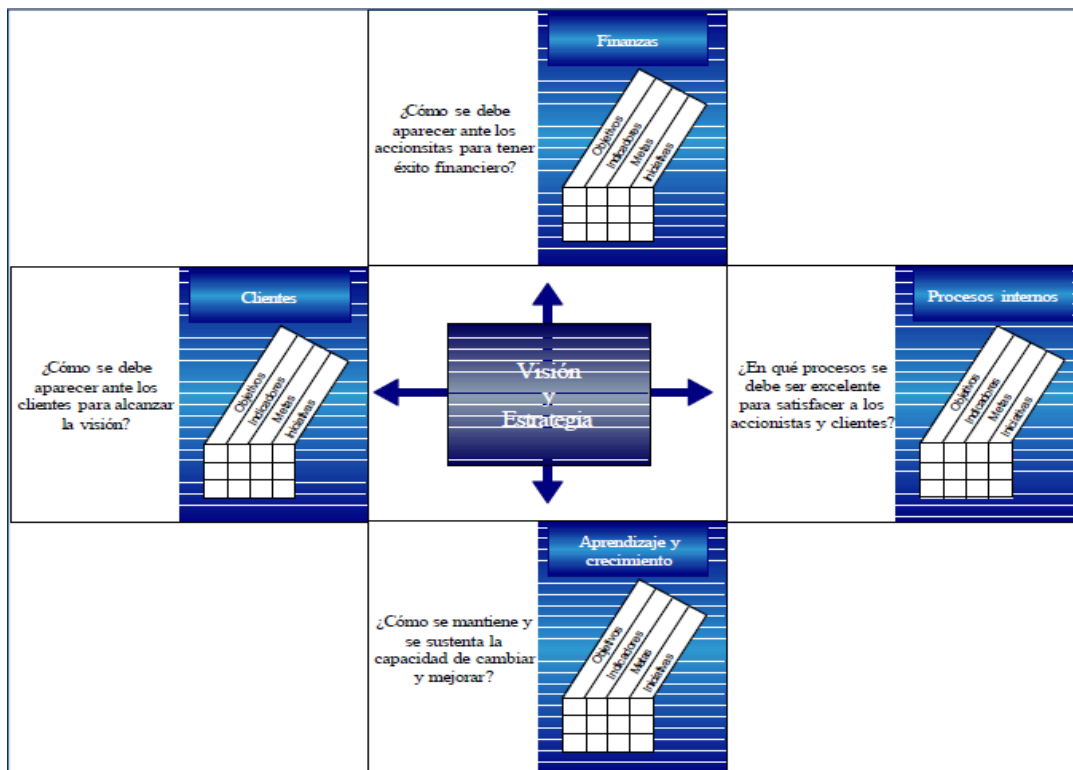 Finanzas
¿Cómo se debe
aparecer ante los
accionsitas para tener
éxito financiero?
Objetivos
Indicadores
Metas
Iniciativas
Clientes
¿Cómo se debe
aparecer ante los
clientes para alcanzar
la visión?
Objetivos
Indicadores
Metas
Iniciativas
Visión
y
Estrategia
Procesos internos
¿En qué procesos se
debe ser excelente
para satisfacer a los
accionistas y clientes?
Objetivos
Indicadores
Metas
Iniciativas
Aprendizaje y
crecimiento
¿Cómo se mantiene y
se sustenta la
capacidad de cambiar
y mejorar?
Objetivos
Indicadores
Metas
Iniciativas